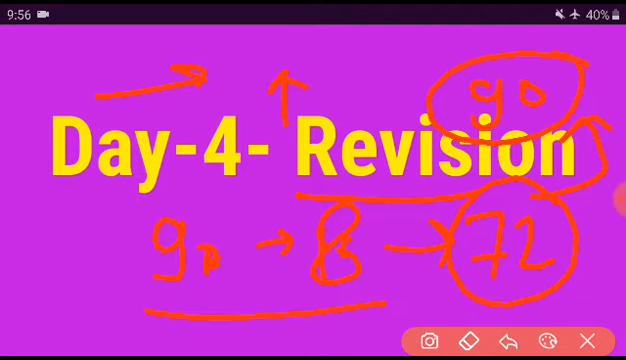 9:56 40%
90
Day-4- Revision
90 → 8 → 72